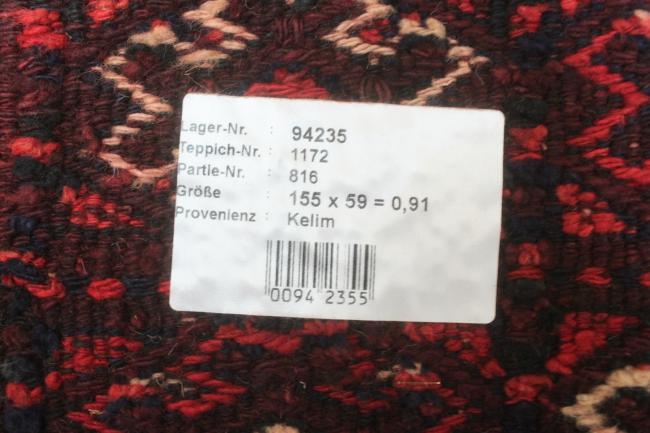 Lager-Nr. : 94235
Teppich-Nr. : 1172
Partie-Nr. : 816
Größe : 155 x 59 = 0,91
Provenienz : Kelim
0094 2355